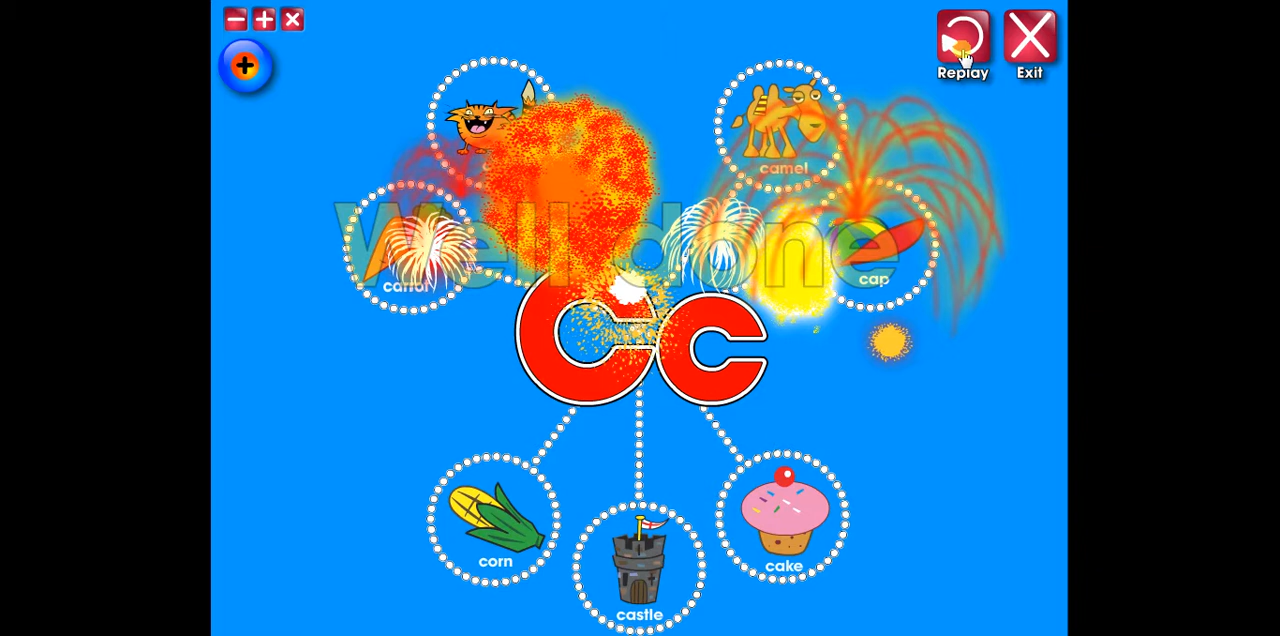 Replay
Exit
camel
Well done
carrot
cap
Cc
corn
cake
castle